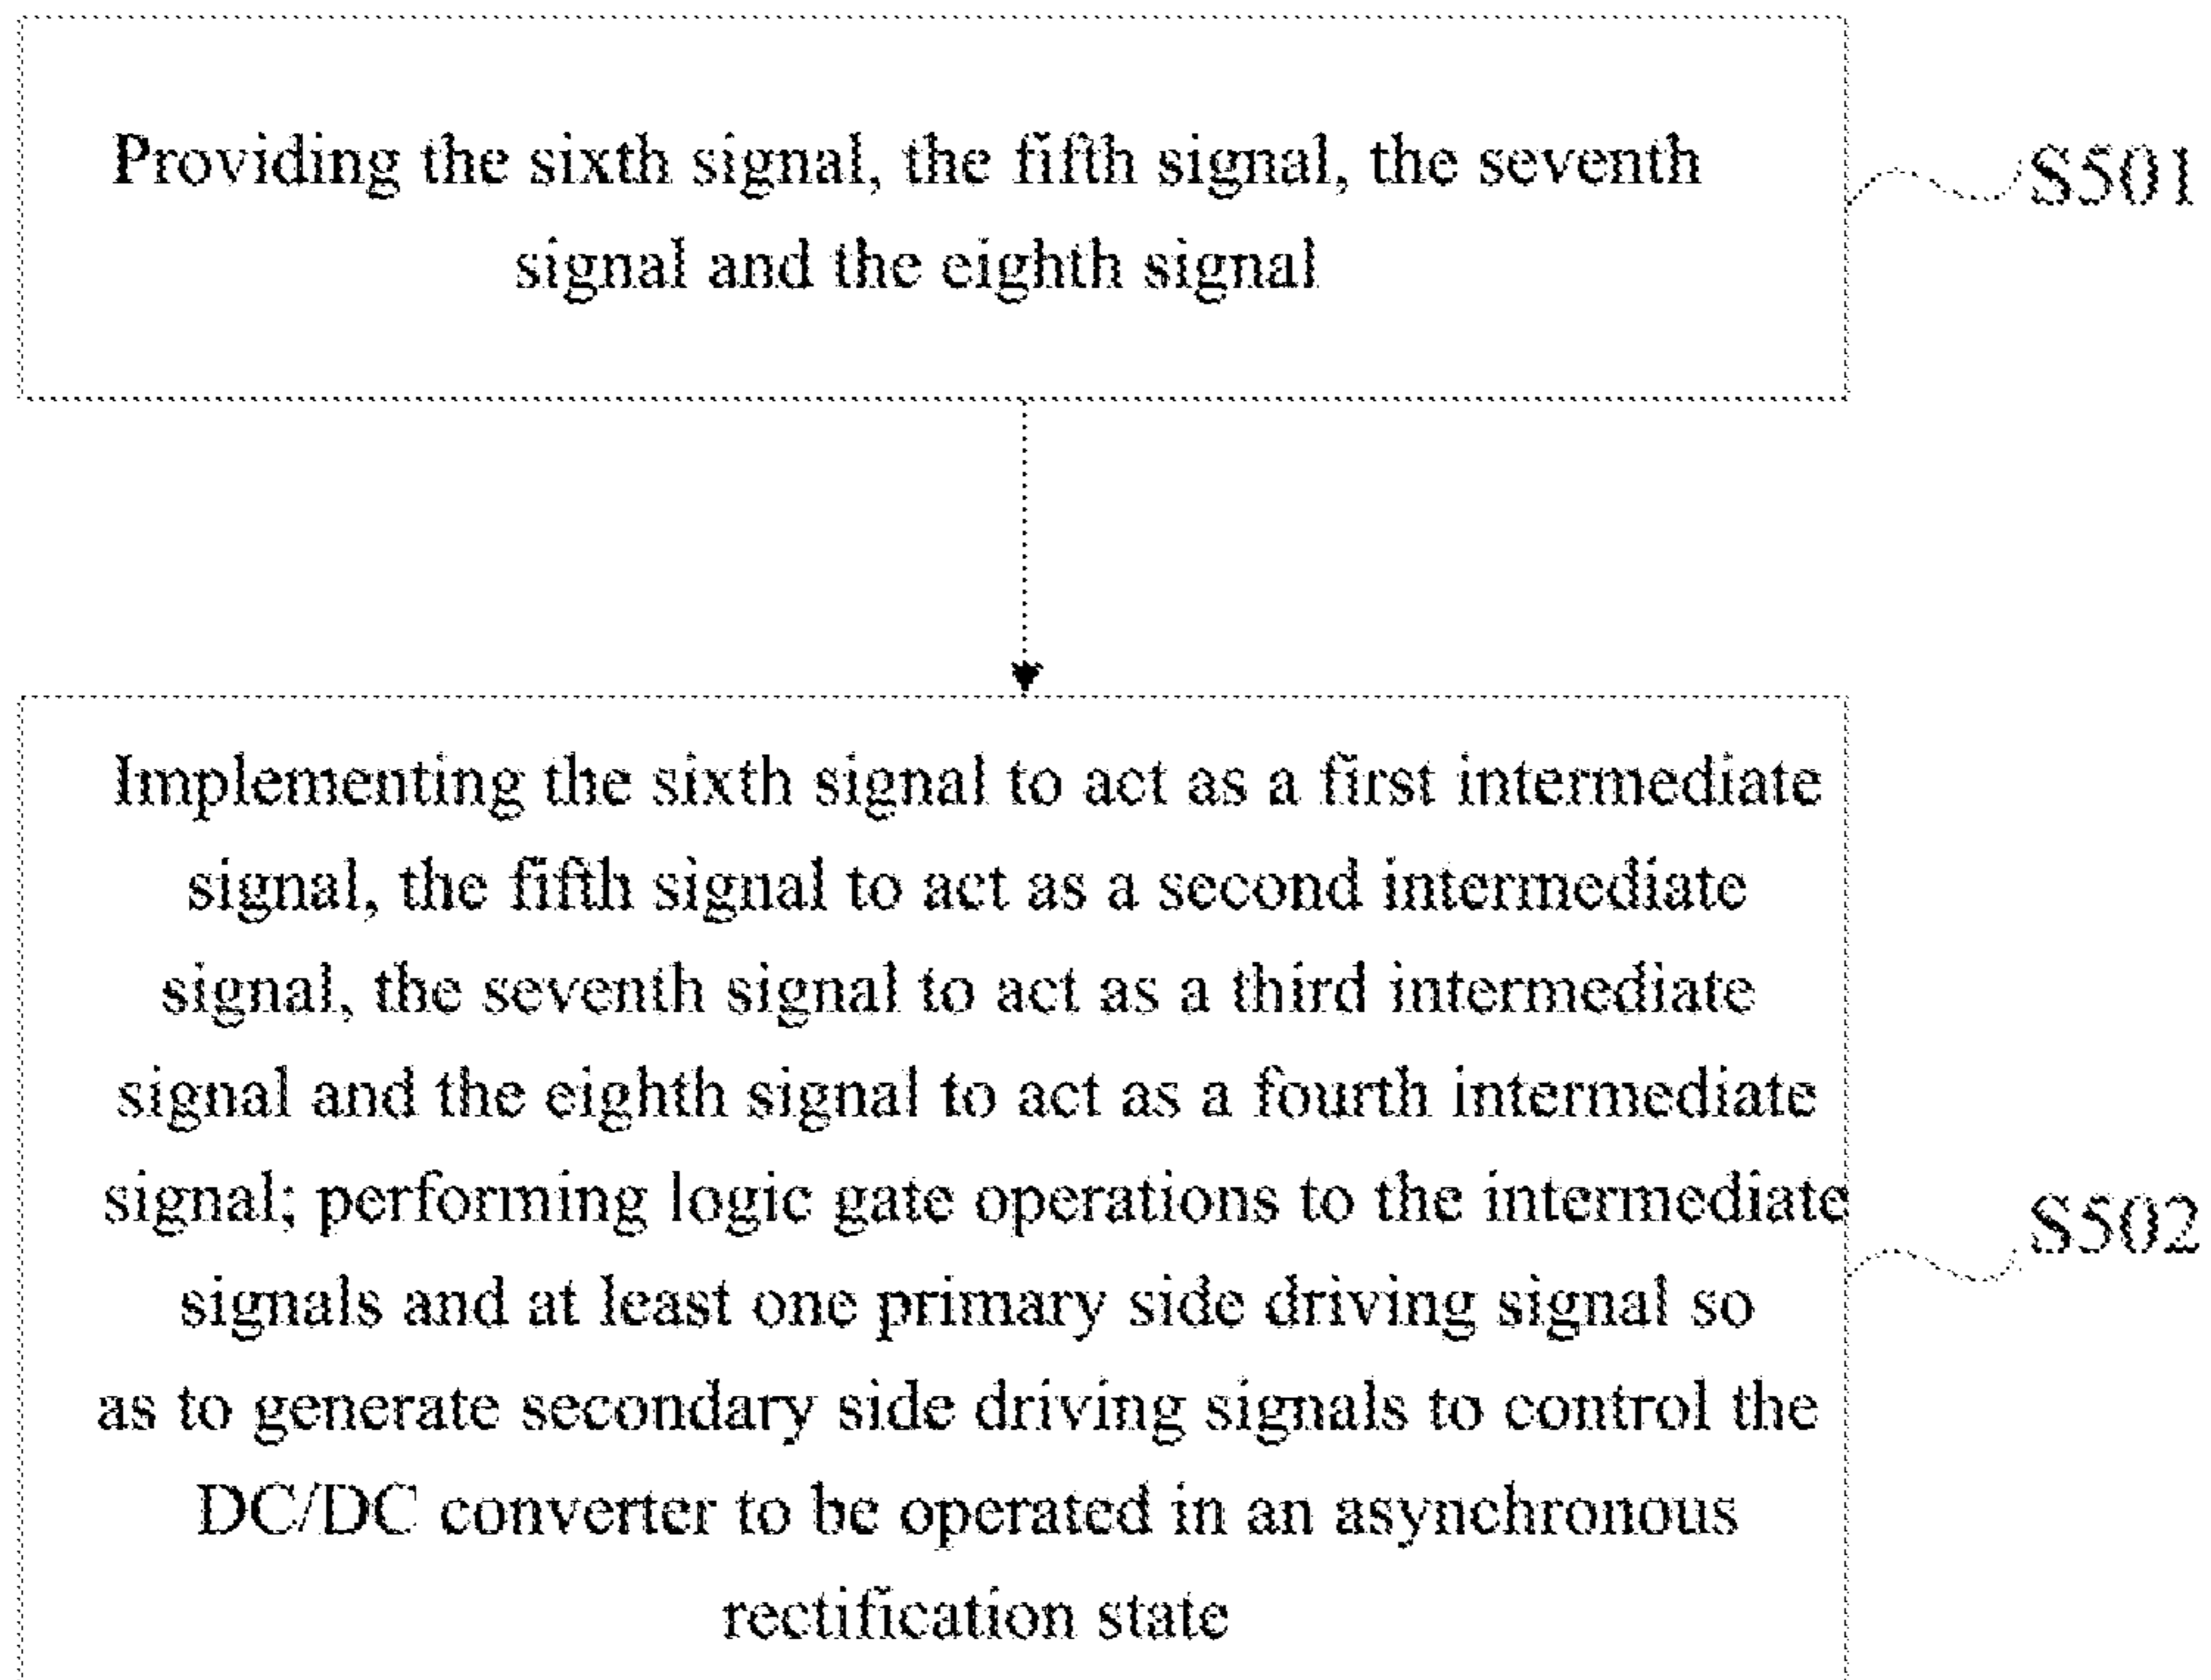 Providing the sixth signal, the fifth signal, the seventh
signal and the eighth signal
S501
Implementing the sixth signal to act as a first intermediate
signal, the fifth signal to act as a second intermediate
signal, the seventh signal to act as a third intermediate
signal and the eighth signal to act as a fourth intermediate
signal; performing logic gate operations to the intermediate
signals and at least one primary side driving signal so
as to generate secondary side driving signals to control the
DC/DC converter to be operated in an asynchronous
rectification state
S502